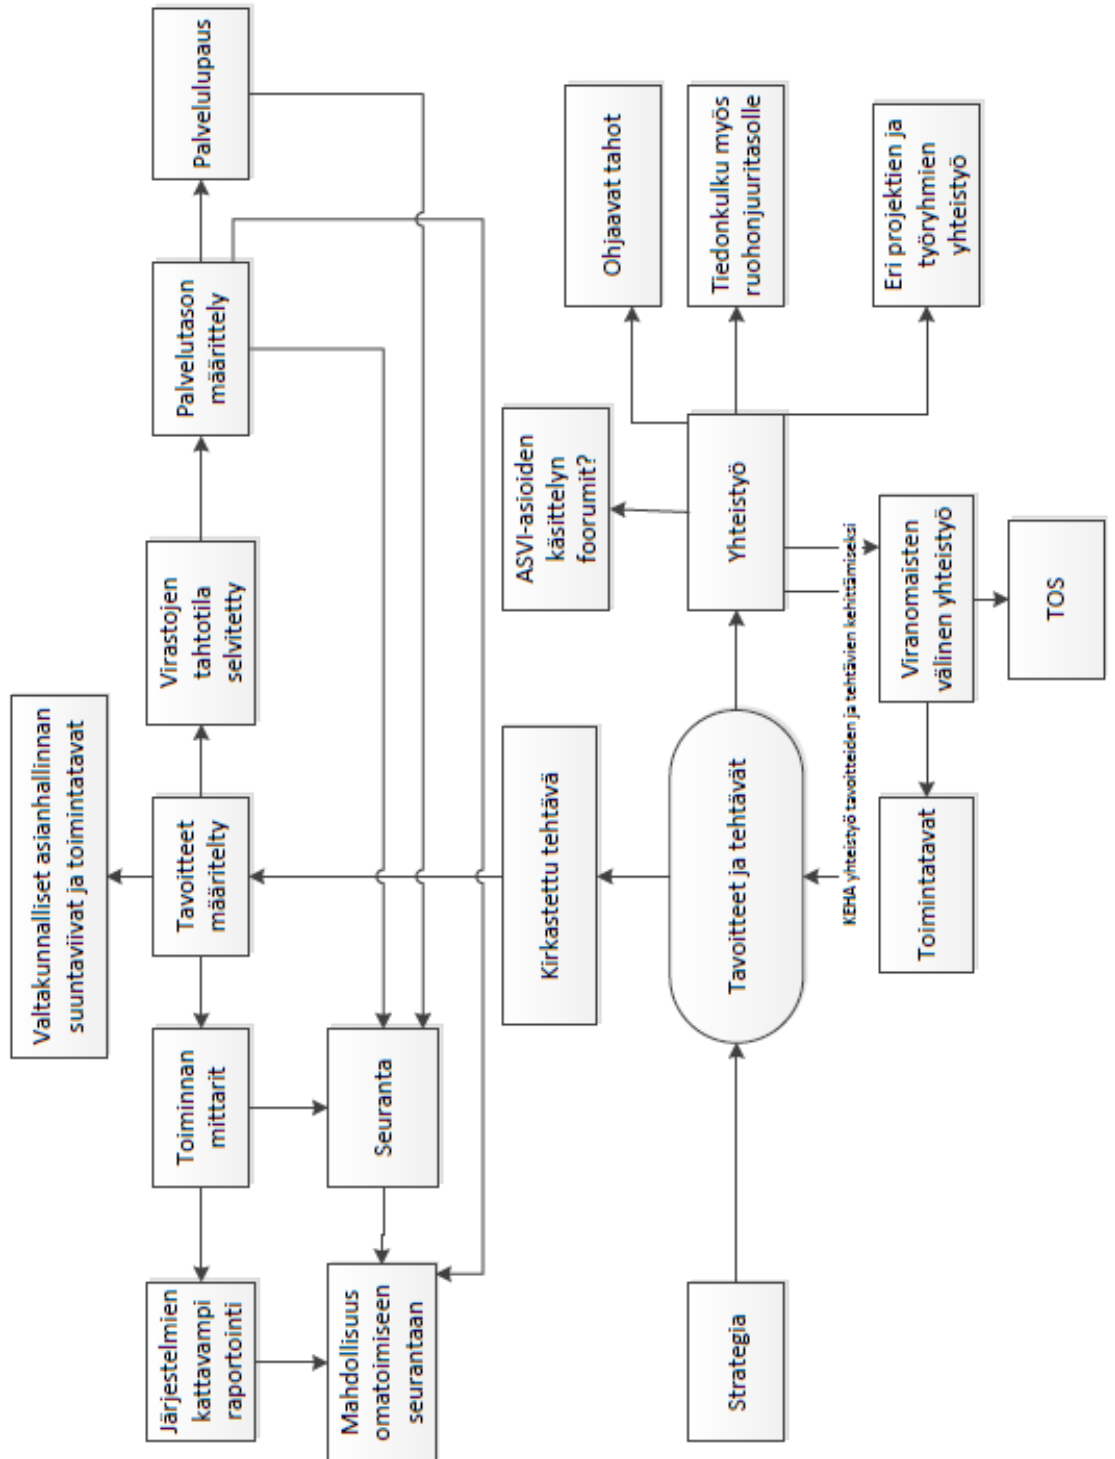 Valtakunnalliset asianhallinnan
suuntaviivat ja toimintatavat
Järjestelmien
kattavampi
raportointi
Toiminnan
mittarit
Tavoitteet
määritelty
Virastojen
tahtotila
selvitetty
Palvelutason
määrittely
Palvelulupaus
Mahdollisuus
omatoimiseen
seurantaan
Seuranta
Kirkastettu tehtävä
ASVI-asioiden
käsittelyn
foorumit?
Ohjaavat tahot
Strategia
Tavoitteet ja tehtävät
Yhteistyö
Tiedonkulku myös
ruohonjuuritasolle
KEHA yhteistyö tavoitteiden ja tehtävien kehittämiseksi
Toimintatavat
Viranomaisten
välinen yhteistyö
Eri projektien ja
työryhmien
yhteistyö
TOS